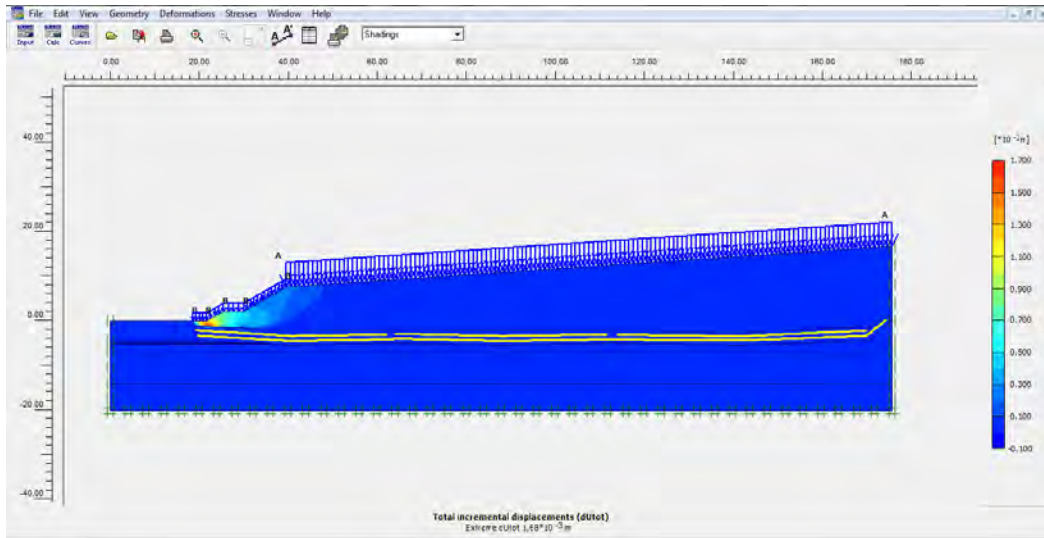 File Edit View Geometry Deformations Stresses Window Help
Input Calc Curves Shadings
0.00 20.00 40.00 60.00 80.00 100.00 120.00 140.00 160.00 180.00
40.00
20.00
0.00
-20.00
-40.00
A
A
[*10 -3m]
1.700
1.500
1.300
1.100
0.900
0.700
0.500
0.300
0.100
-0.100
Total incremental displacements (dUtot)
Extreme dUtot 1,68*10 -3 m